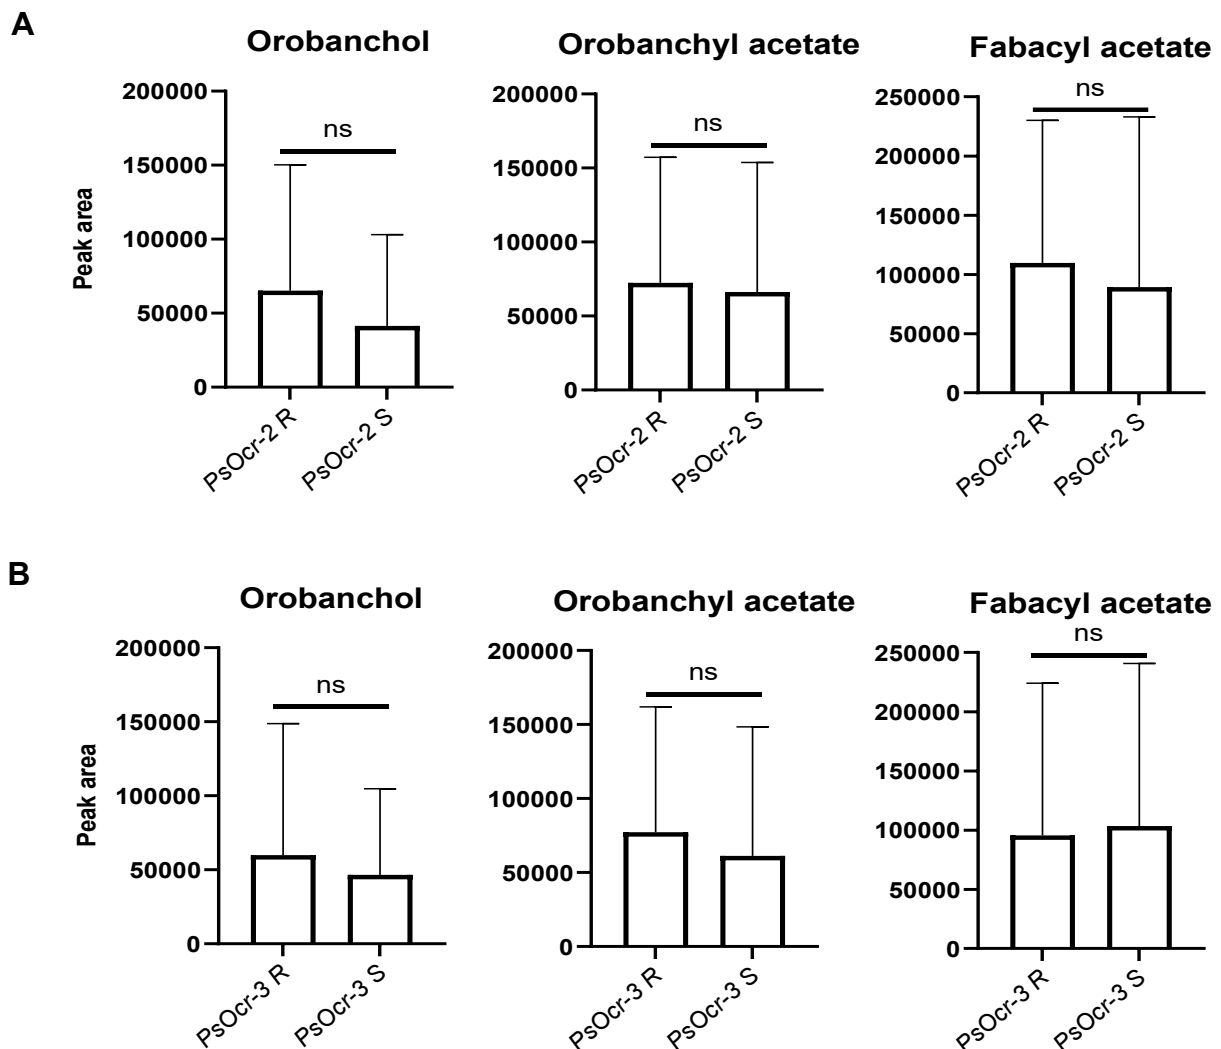 A
Orobanchol
Orobanchyl acetate
Fabacyl acetate
Peak area
200000
150000
100000
50000
0
ns
PsOcr-2 R
PsOcr-2 S
200000
150000
100000
50000
0
ns
PsOcr-2 R
PsOcr-2 S
250000
200000
150000
100000
50000
0
ns
PsOcr-2 R
PsOcr-2 S
B
Orobanchol
Orobanchyl acetate
Fabacyl acetate
Peak area
200000
150000
100000
50000
0
ns
PsOcr-3 R
PsOcr-3 S
200000
150000
100000
50000
0
ns
PsOcr-3 R
PsOcr-3 S
250000
200000
150000
100000
50000
0
ns
PsOcr-3 R
PsOcr-3 S